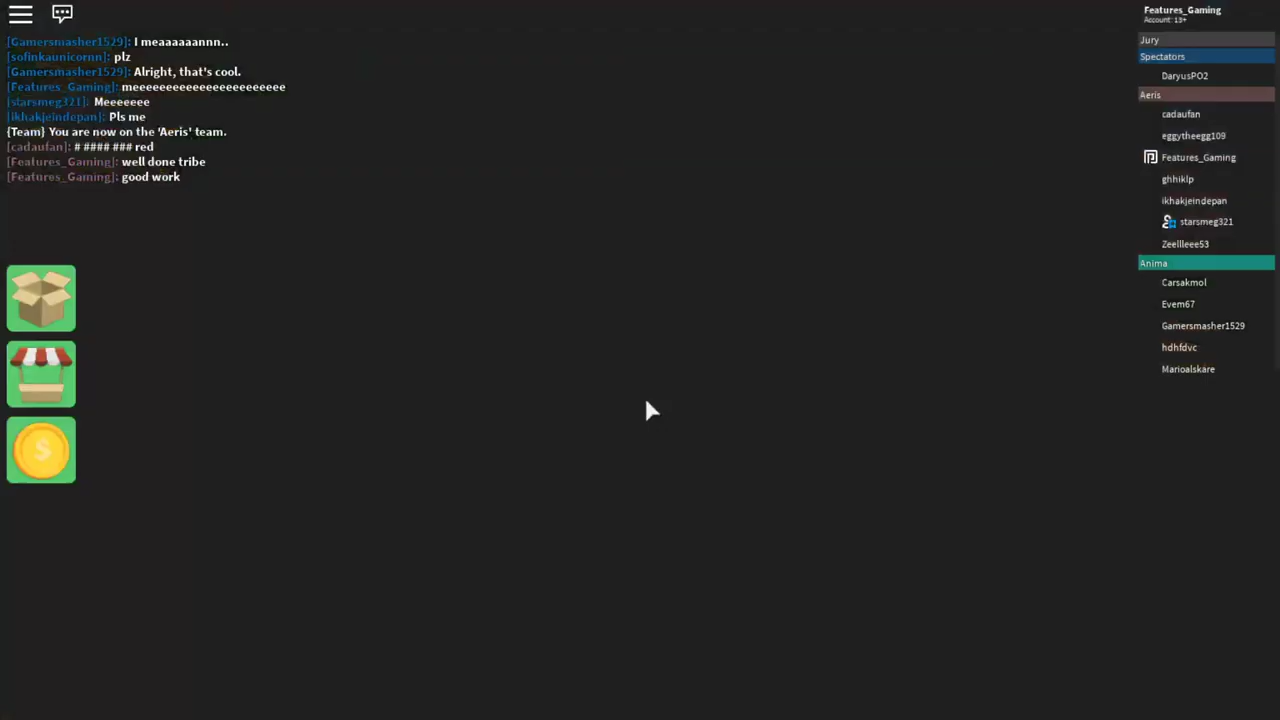 [Gamersmasher1529]: I meaaaaaannn..
[sofinkaunicornn]: plz
[Gamersmasher1529]: Alright, that's cool.
[Features_Gaming]: meeeeeeeeeeeeeeeeeeeeee
[starsmeg321]: Meeeeeee
[ikhakjeindepan]: Pls me
{Team} You are now on the 'Aeris' team.
[cadaufan]: # #### ### red
[Features_Gaming]: well done tribe
[Features_Gaming]: good work
Features_Gaming
Account: 13+
Jury
Spectators
DaryusPO2
Aeris
cadaufan
eggytheegg109
Features_Gaming
ghhiklp
ikhakjeindepan
starsmeg321
Zeellleee53
Anima
Carsakmol
Evem67
Gamersmasher1529
hdhfdvc
Marioalskare